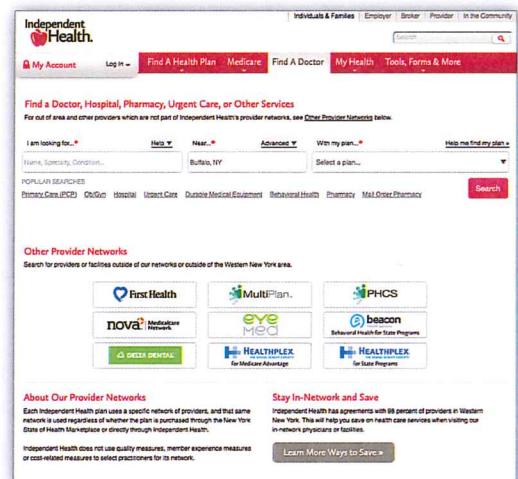 Individuals & Families Employer Broker Provider In the Community
Independent
Health.
Search
My Account Log In Find A Health Plan Medicare Find A Doctor My Health Tools, Forms & More
Find a Doctor, Hospital, Pharmacy, Urgent Care, or Other Services
For out of area and other providers which are not part of Independent Health's provider networks, see Other Provider Networks below.
I am looking for...* Help Near...* Advanced With my plan...* Help me find my plan »
Name, Specialty, Condition... Buffalo, NY Select a plan...
POPULAR SEARCHES
Primary Care (PCP) Ob/Gyn Hospital Urgent Care Durable Medical Equipment Behavioral Health Pharmacy Mail Order Pharmacy
Search
Other Provider Networks
Search for providers or facilities outside of our networks or outside of the Western New York area.
First Health MultiPlan. PHCS
nova Medicalcare Network eye med beacon
Behavioral Health for State Programs
DELTA DENTAL HEALTHPLEX HEALTHPLEX
for Medicare Advantage for State Programs
About Our Provider Networks Stay In-Network and Save
Each Independent Health plan uses a specific network of providers, and that same
network is used regardless of whether the plan is purchased through the New York
State of Health Marketplace or directly through Independent Health.
Independent Health does not use quality measures, member experience measures
or cost-related measures to select practitioners for its network.
Independent Health has agreements with 98 percent of providers in Western
New York. This will help you save on health care services when visiting our
in-network physicians or facilities.
Learn More Ways to Save »